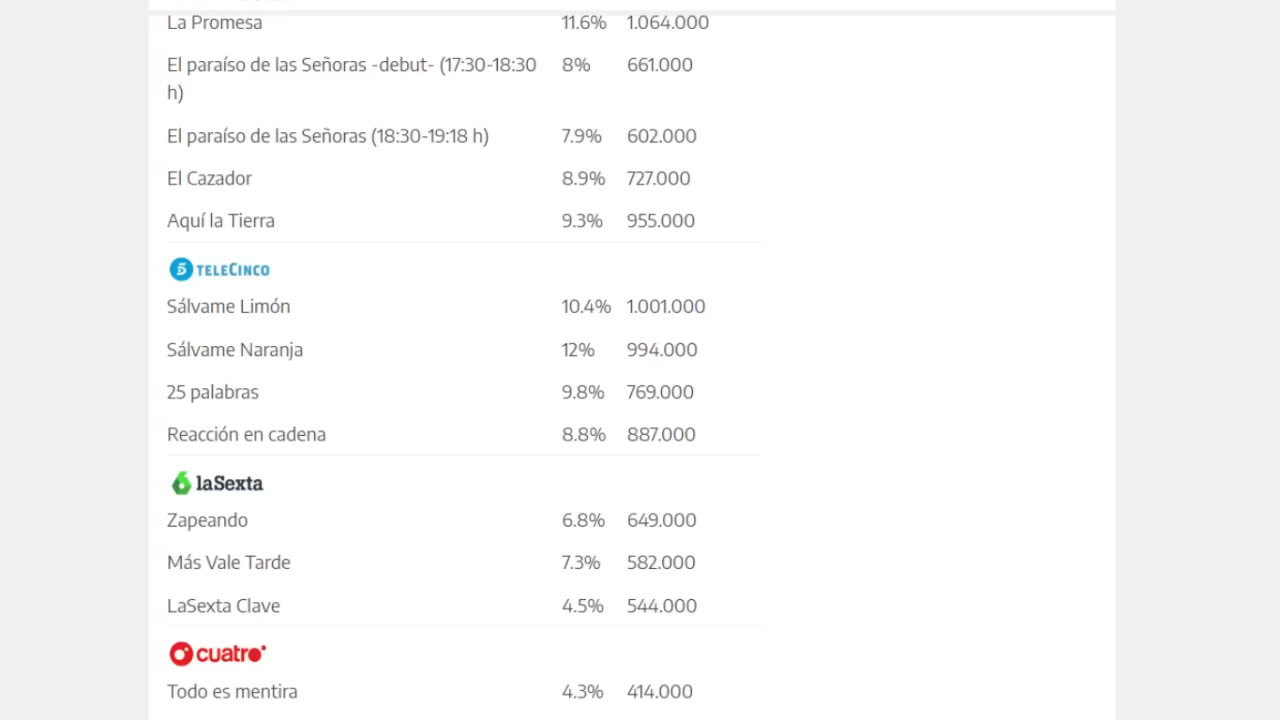 La Promesa 11.6% 1.064.000
El paraíso de las Señoras -debut- (17:30-18:30 8% 661.000
h)
El paraíso de las Señoras (18:30-19:18 h) 7.9% 602.000
El Cazador 8.9% 727.000
Aquí la Tierra 9.3% 955.000
5 TELECINCO
Sálvame Limón 10.4% 1.001.000
Sálvame Naranja 12% 994.000
25 palabras 9.8% 769.000
Reacción en cadena 8.8% 887.000
laSexta
Zapeando 6.8% 649.000
Más Vale Tarde 7.3% 582.000
LaSexta Clave 4.5% 544.000
cuatro
Todo es mentira 4.3% 414.000